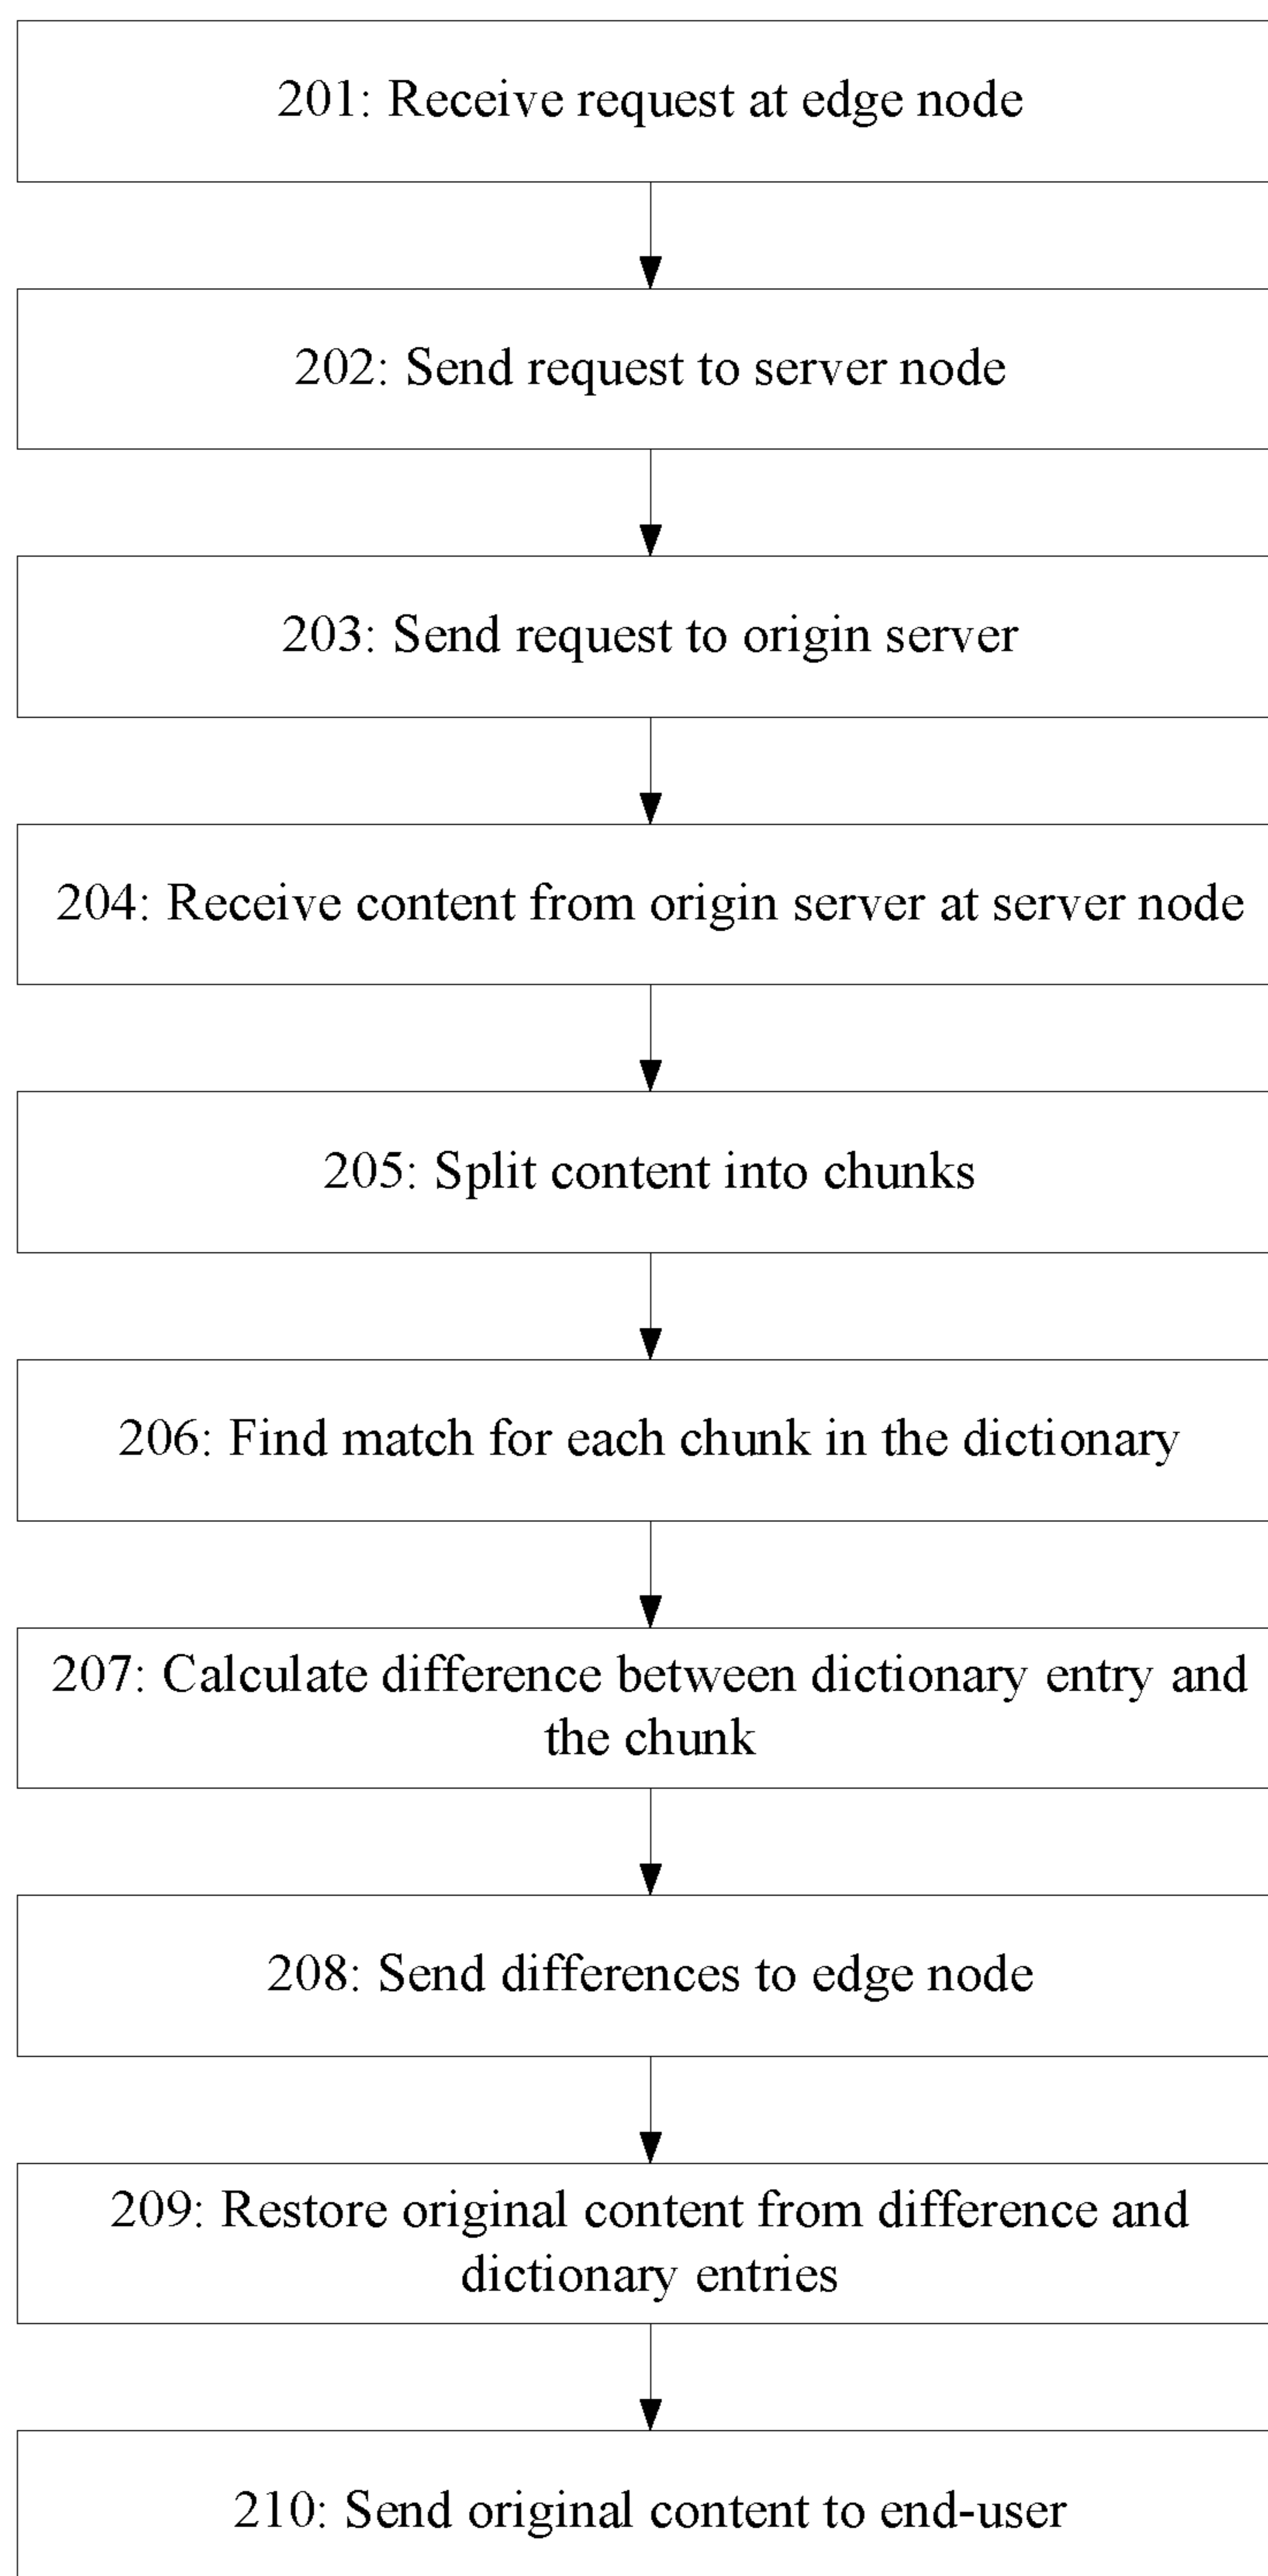 201: Receive request at edge node
202: Send request to server node
203: Send request to origin server
204: Receive content from origin server at server node
205: Split content into chunks
206: Find match for each chunk in the dictionary
207: Calculate difference between dictionary entry and
the chunk
208: Send differences to edge node
209: Restore original content from difference and
dictionary entries
210: Send original content to end-user